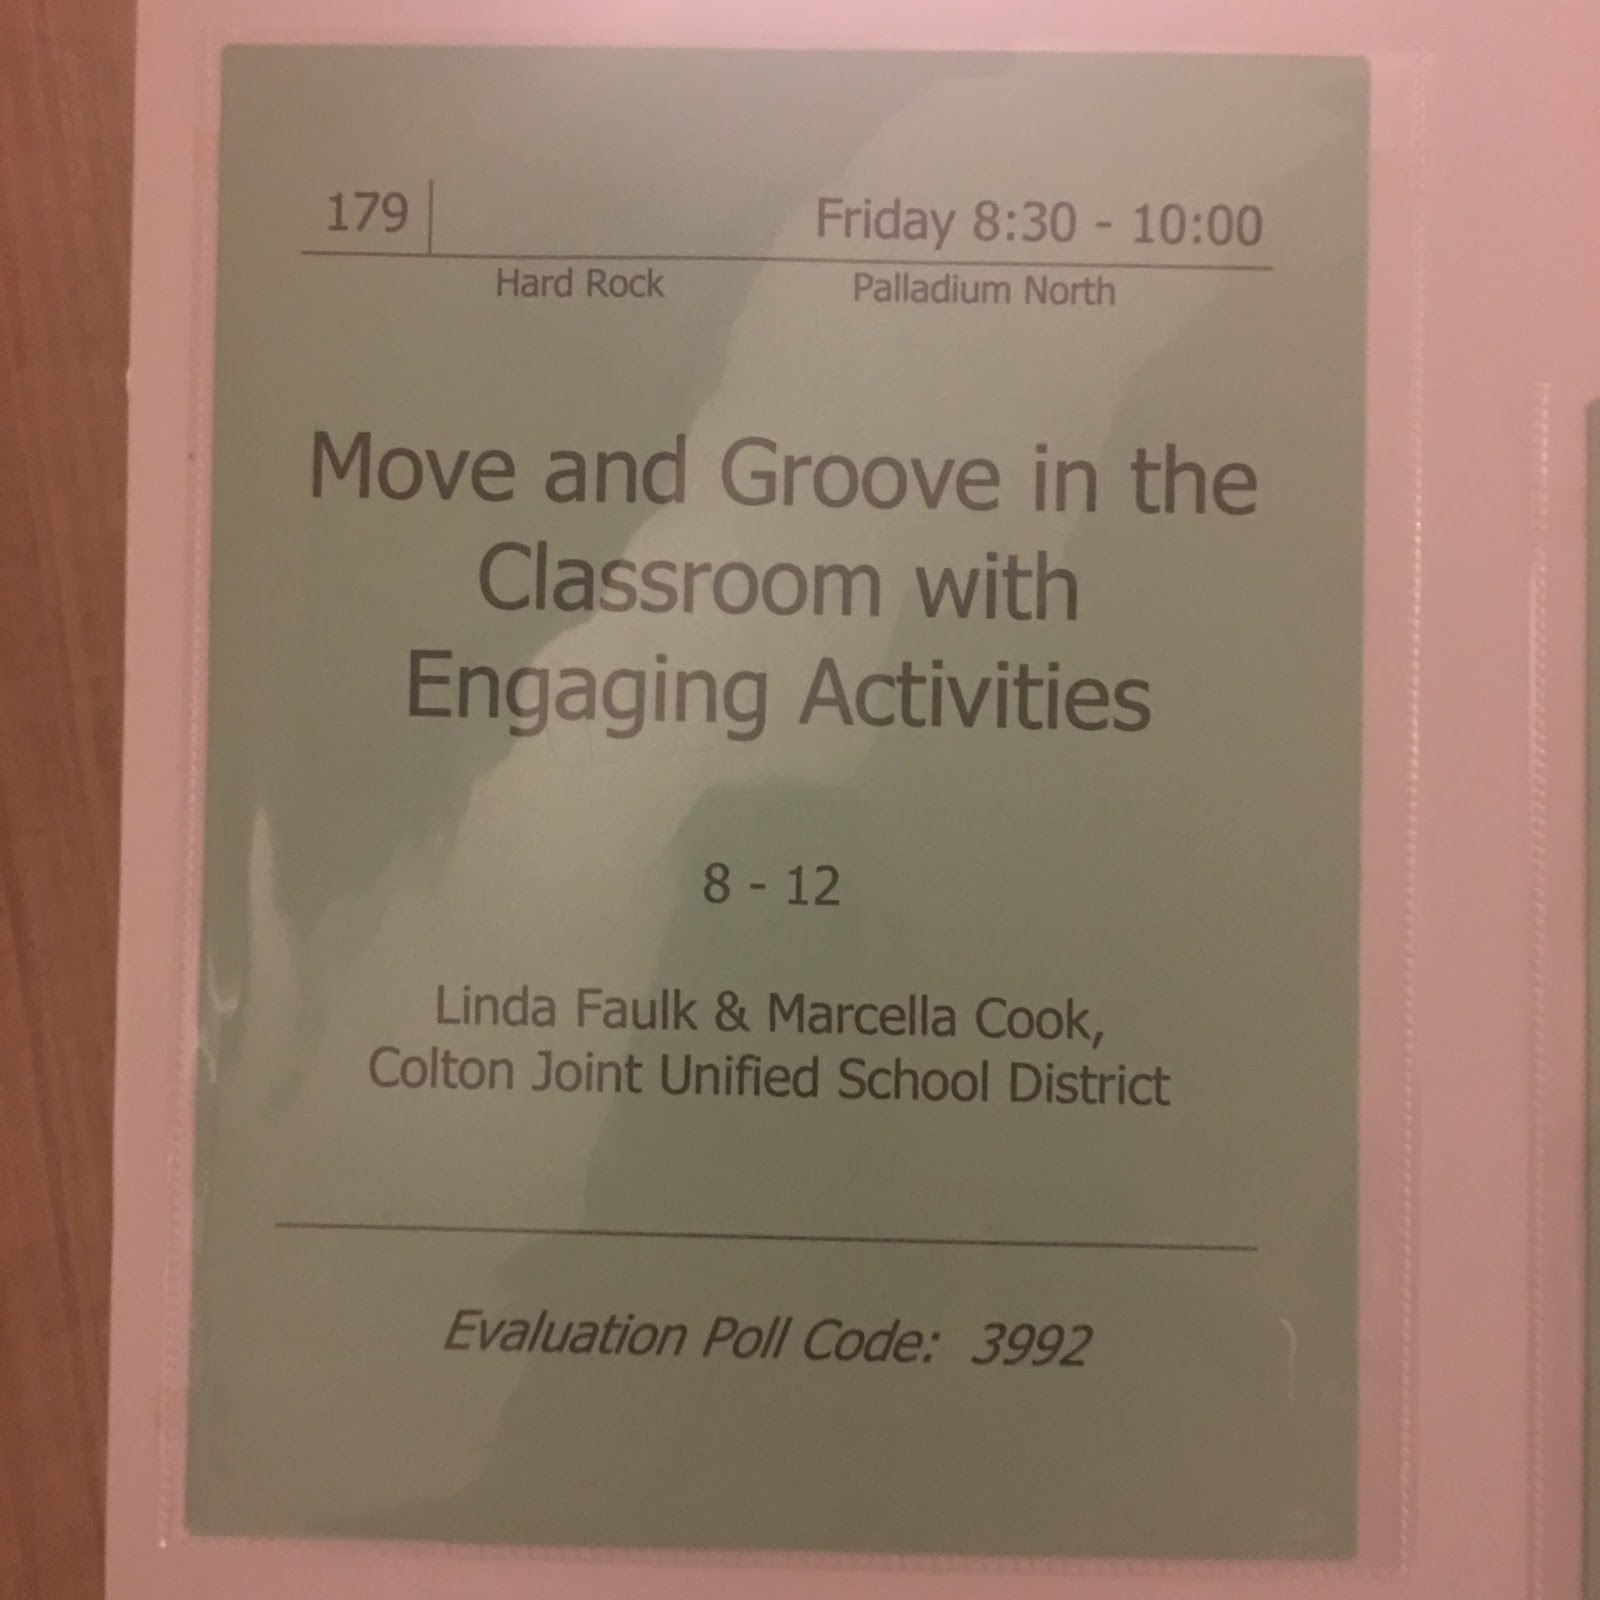 179 Friday 8:30 - 10:00
Hard Rock Palladium North
Move and Groove in the
Classroom with
Engaging Activities
8 - 12
Linda Faulk & Marcella Cook,
Colton Joint Unified School District
Evaluation Poll Code: 3992